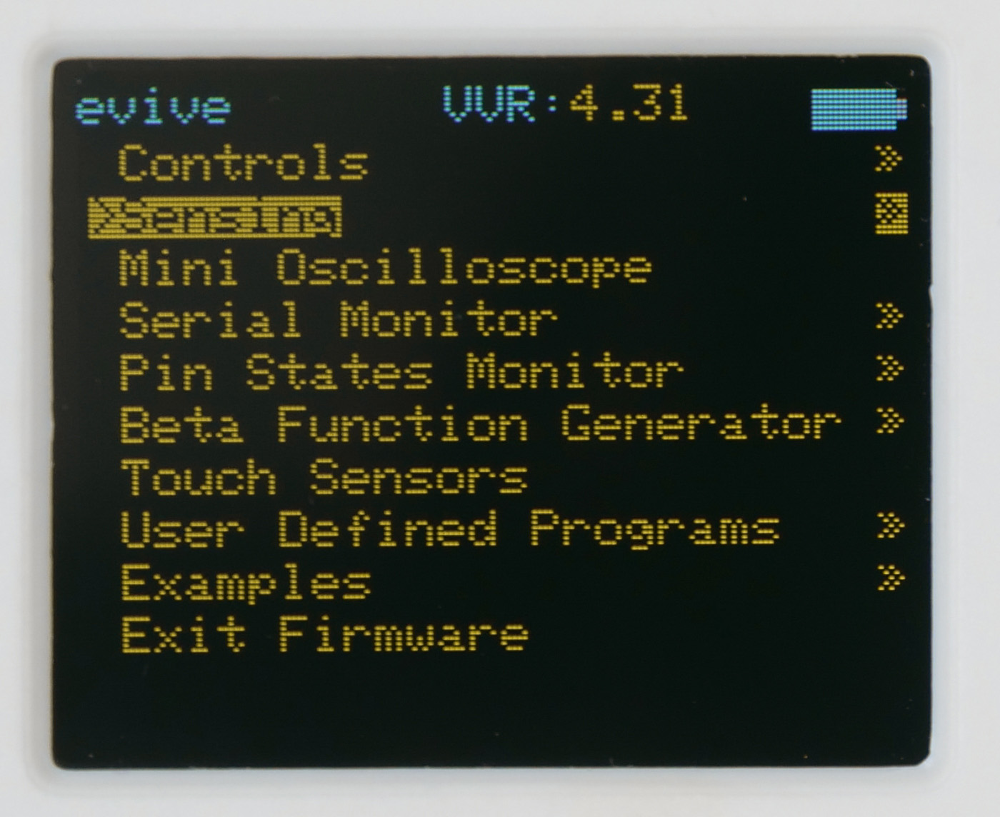 evive VVR:4.31
Controls »
>Sensing »
Mini Oscilloscope
Serial Monitor »
Pin States Monitor »
Beta Function Generator »
Touch Sensors
User Defined Programs »
Examples »
Exit Firmware